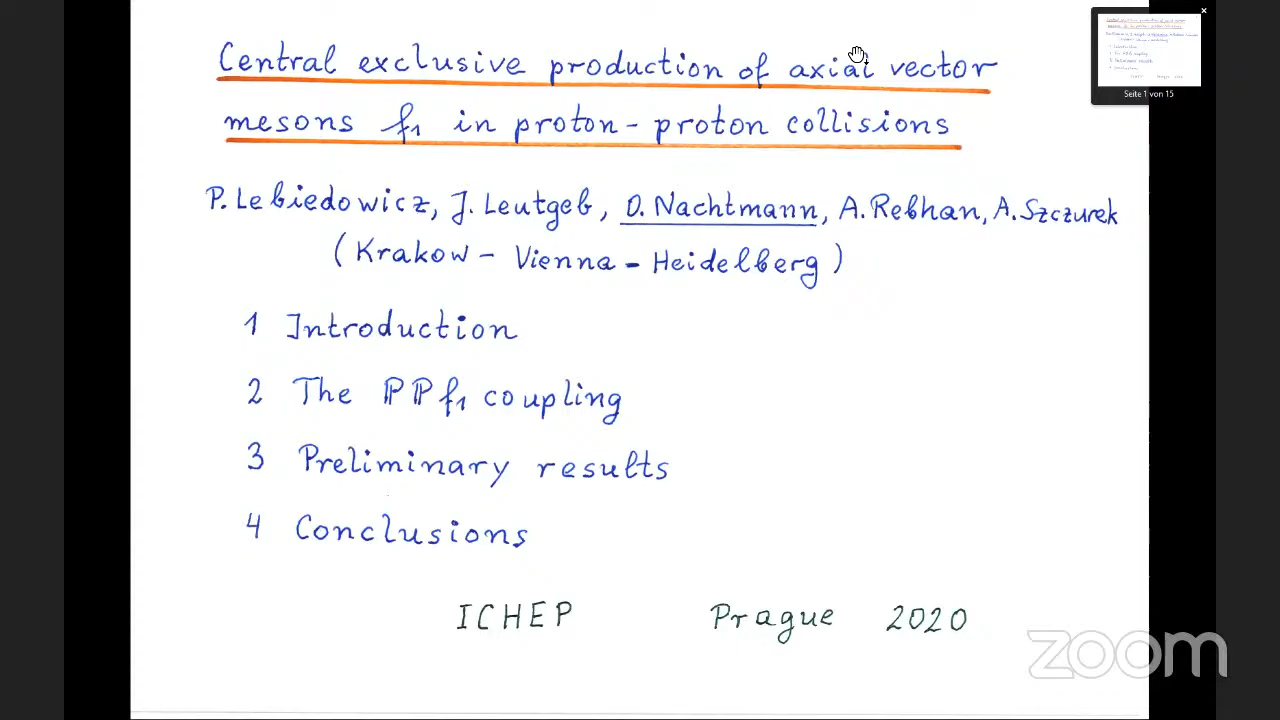 Central exclusive production of axial vector
mesons f₁ in proton-proton collisions
P. Lebiedowicz, J. Leutgeb, O. Nachtmann, A. Rebhan, A. Szczurek
(Krakow - Vienna - Heidelberg)
1 Introduction
2 The ℙℙf₁ coupling
3 Preliminary results
4 Conclusions
ICHEP Prague 2020
Seite 1 von 15
zoom